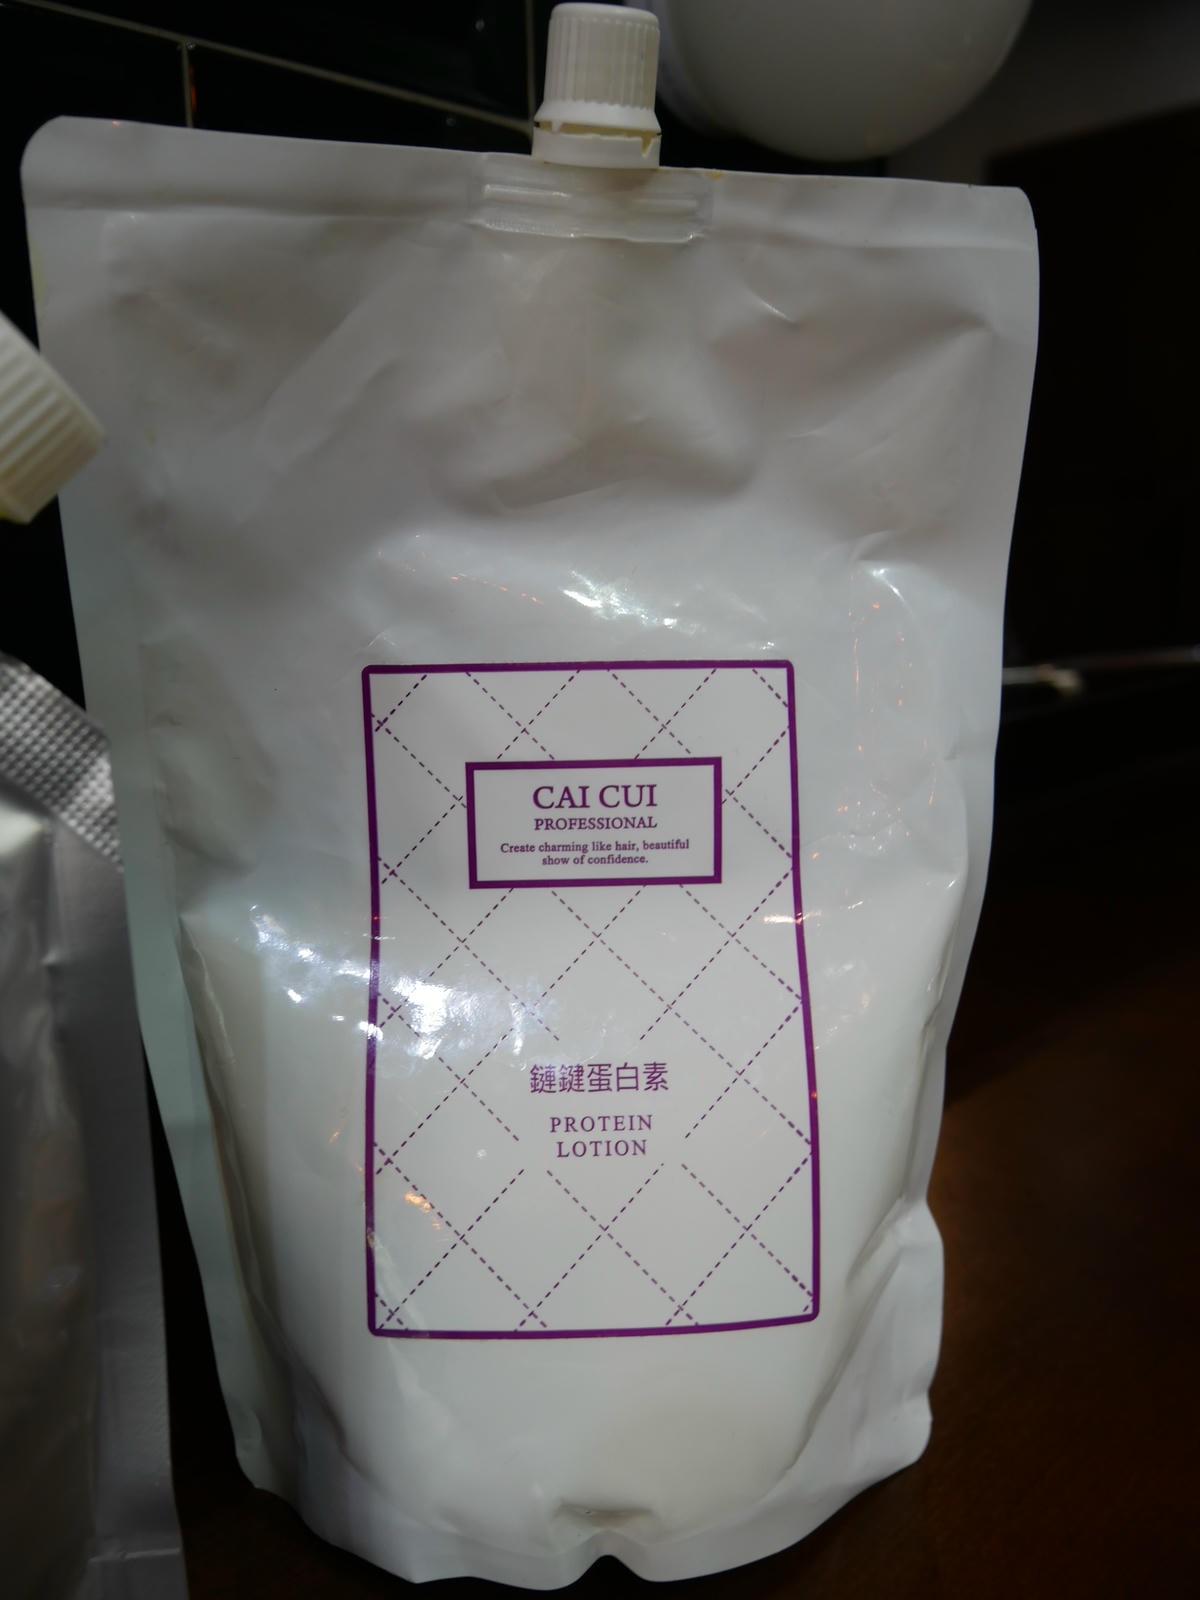 CAI CUI
PROFESSIONAL
Create charming like hair, beautiful
show of confidence.
鏈鍵蛋白素
PROTEIN
LOTION